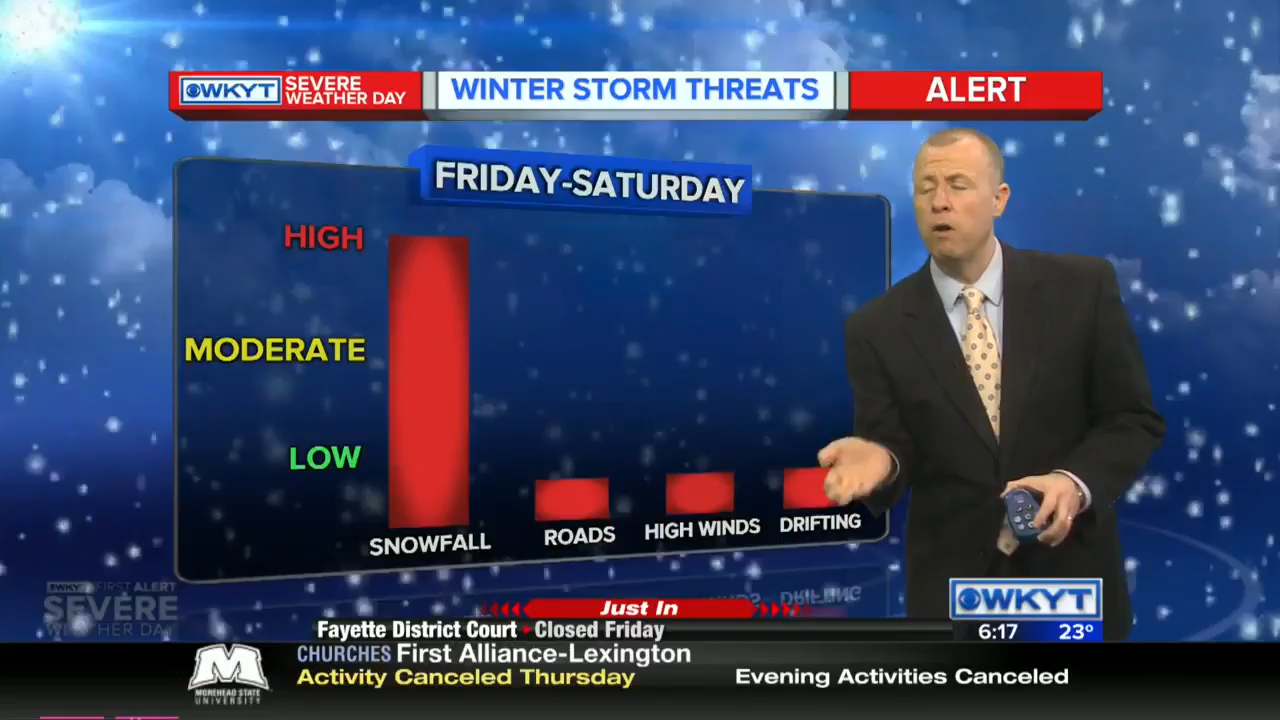 WKYT
SEVERE
WEATHER DAY
WINTER STORM THREATS
ALERT
FRIDAY-SATURDAY
HIGH
MODERATE
LOW
SNOWFALL
ROADS
HIGH WINDS
DRIFTING
WKYT FIRST ALERT
SEVERE
WEATHER DAY
DRIFTING
WKYT
6:17 23°
Just In
Fayette District Court • Closed Friday
CHURCHES First Alliance-Lexington
Activity Canceled Thursday Evening Activities Canceled
M
MOREHEAD STATE
UNIVERSITY